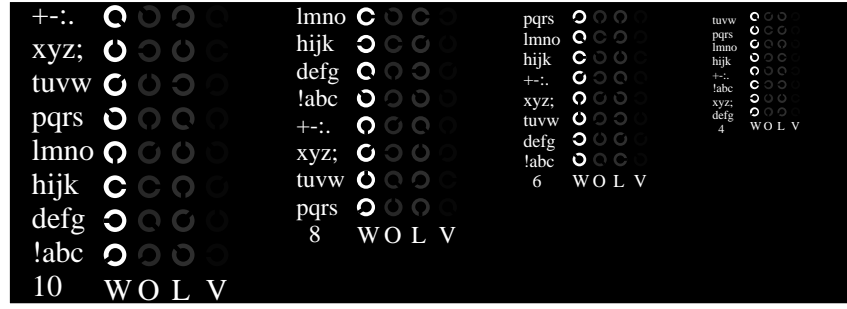 +-:.
xyz;
tuvw
pqrs
lmno
hijk
defg
!abc
10 W O L V
lmno
hijk
defg
!abc
+-:.
xyz;
tuvw
pqrs
8 W O L V
pqrs
lmno
hijk
+-:.
xyz;
tuvw
defg
!abc
6 W O L V
tuvw
pqrs
lmno
hijk
+-:.
!abc
xyz;
defg
4 W O L V